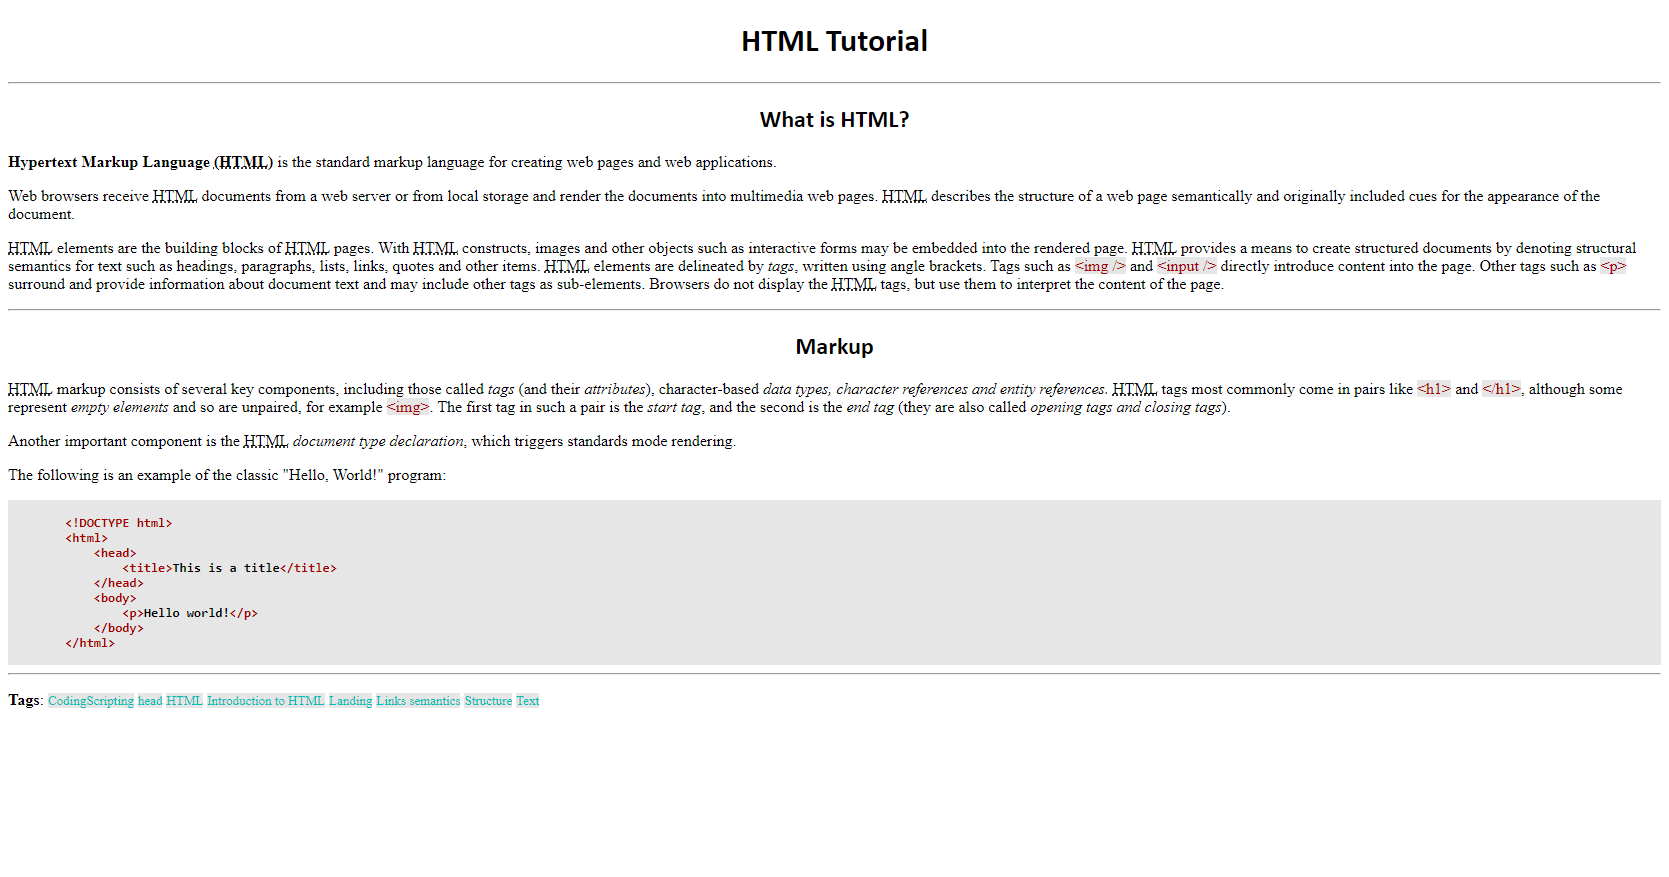 HTML Tutorial
What is HTML?
Hypertext Markup Language (HTML) is the standard markup language for creating web pages and web applications.
Web browsers receive HTML documents from a web server or from local storage and render the documents into multimedia web pages. HTML describes the structure of a web page semantically and originally included cues for the appearance of the
document.
HTML elements are the building blocks of HTML pages. With HTML constructs, images and other objects such as interactive forms may be embedded into the rendered page. HTML provides a means to create structured documents by denoting structural
semantics for text such as headings, paragraphs, lists, links, quotes and other items. HTML elements are delineated by tags, written using angle brackets. Tags such as <img /> and <input /> directly introduce content into the page. Other tags such as <p>
surround and provide information about document text and may include other tags as sub-elements. Browsers do not display the HTML tags, but use them to interpret the content of the page.
Markup
HTML markup consists of several key components, including those called tags (and their attributes), character-based data types, character references and entity references. HTML tags most commonly come in pairs like <h1> and </h1>, although some
represent empty elements and so are unpaired, for example <img>. The first tag in such a pair is the start tag, and the second is the end tag (they are also called opening tags and closing tags).
Another important component is the HTML document type declaration, which triggers standards mode rendering.
The following is an example of the classic "Hello, World!" program:
<!DOCTYPE html>
<html>
    <head>
        <title>This is a title</title>
    </head>
    <body>
        <p>Hello world!</p>
    </body>
</html>
Tags: CodingScripting head HTML Introduction to HTML Landing Links semantics Structure Text